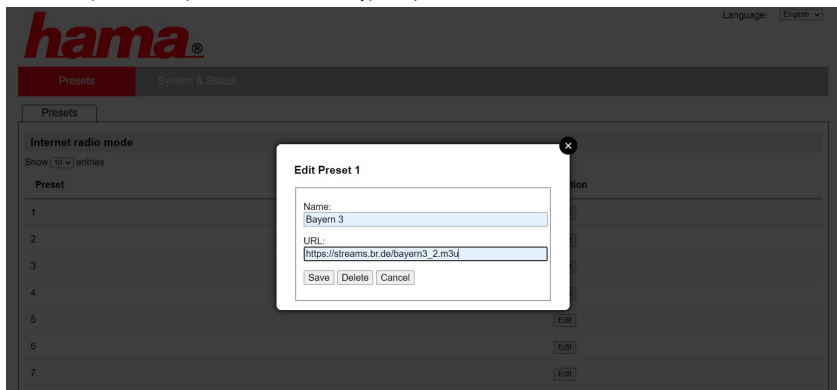 Language: English
hama®
Presets System & Status
Presets
Internet radio mode
Show 10 entries
Preset
Edit Preset 1
Name:
Bayern 3
URL:
https://streams.br.de/bayern3_2.m3u
Save Delete Cancel
1
2
3
4
5 Edit
6 Edit
7 Edit